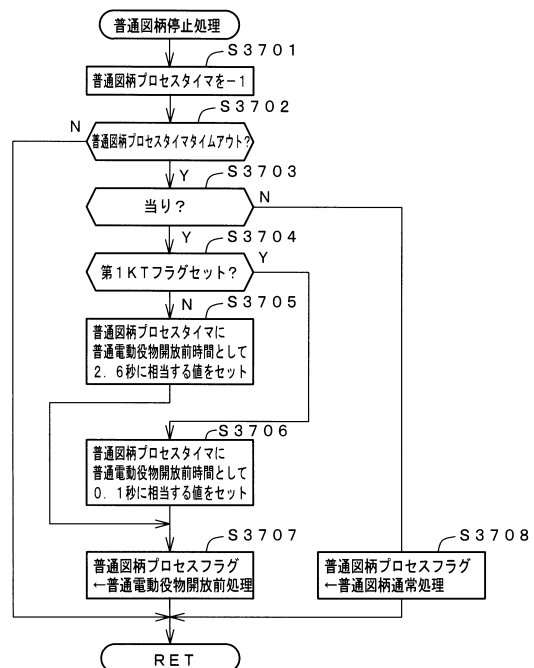 普通図柄停止処理
S3701
普通図柄プロセスタイマを-1
S3702
N
普通図柄プロセスタイマタイムアウト?
Y
S3703
当り?
N
Y
S3704
第1KTフラグセット?
Y
N
S3705
普通図柄プロセスタイマに
普通電動役物開放前時間として
2.6秒に相当する値をセット
S3706
普通図柄プロセスタイマに
普通電動役物開放前時間として
0.1秒に相当する値をセット
S3707
普通図柄プロセスフラグ
←普通電動役物開放前処理
S3708
普通図柄プロセスフラグ
←普通図柄通常処理
RET